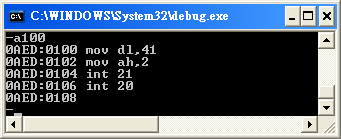 C:\WINDOWS\System32\debug.exe
-a100
0AED:0100 mov dl,41
0AED:0102 mov ah,2
0AED:0104 int 21
0AED:0106 int 20
0AED:0108
-